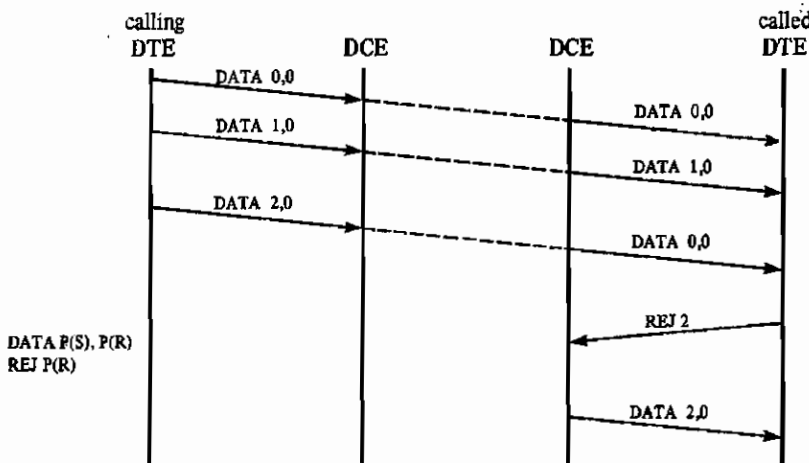 calling
DTE
DCE
DCE
called
DTE
DATA 0,0
DATA 0,0
DATA 1,0
DATA 1,0
DATA 2,0
DATA 0,0
REJ 2
DATA P(S), P(R)
REJ P(R)
DATA 2,0